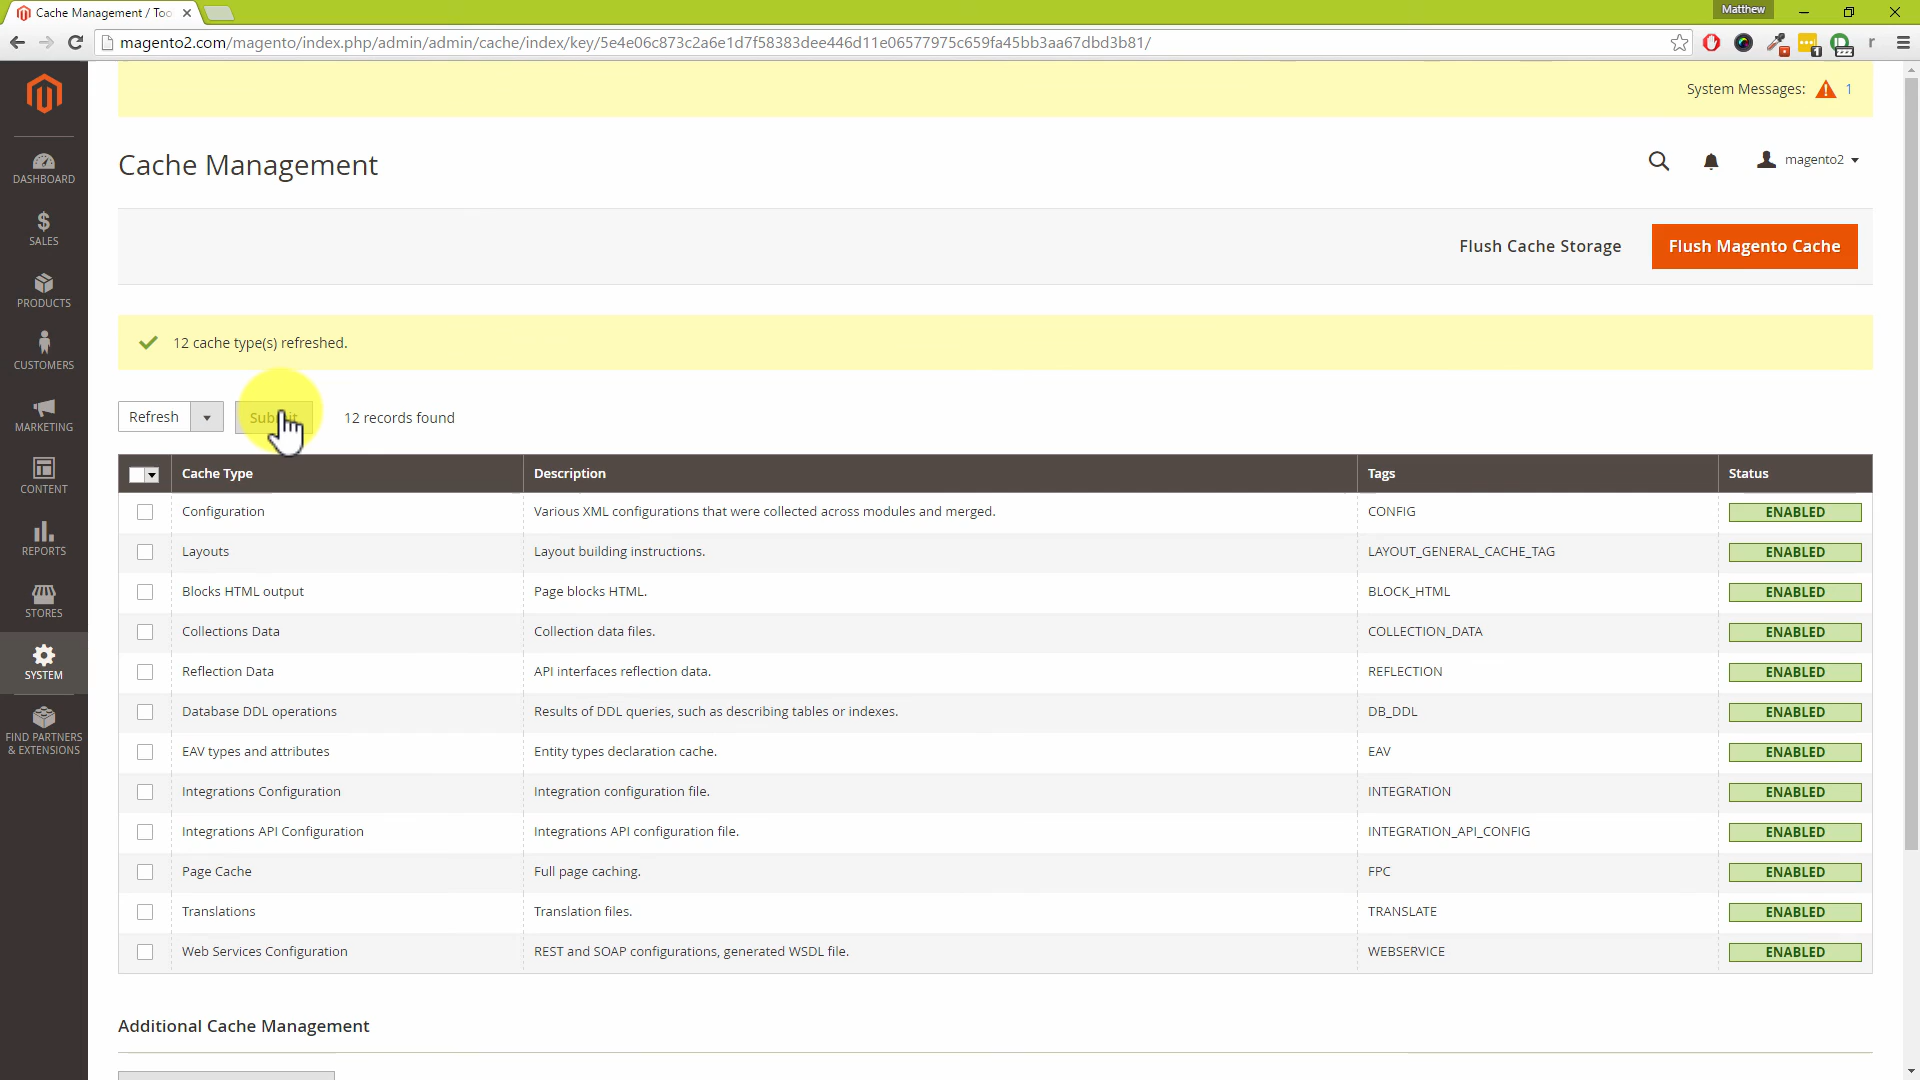 Cache Management / Too
Matthew
magento2.com/magento/index.php/admin/admin/cache/index/key/5e4e06c873c2a6e1d7f58383dee446d11e06577975c659fa45bb3aa67dbd3b81/
1
zzz
r
System Messages: 1
Cache Management
magento2
Flush Cache Storage
Flush Magento Cache
12 cache type(s) refreshed.
Refresh
Submit
12 records found
Cache Type Description Tags Status
Configuration Various XML configurations that were collected across modules and merged. CONFIG ENABLED
Layouts Layout building instructions. LAYOUT_GENERAL_CACHE_TAG ENABLED
Blocks HTML output Page blocks HTML. BLOCK_HTML ENABLED
Collections Data Collection data files. COLLECTION_DATA ENABLED
Reflection Data API interfaces reflection data. REFLECTION ENABLED
Database DDL operations Results of DDL queries, such as describing tables or indexes. DB_DDL ENABLED
EAV types and attributes Entity types declaration cache. EAV ENABLED
Integrations Configuration Integration configuration file. INTEGRATION ENABLED
Integrations API Configuration Integrations API configuration file. INTEGRATION_API_CONFIG ENABLED
Page Cache Full page caching. FPC ENABLED
Translations Translation files. TRANSLATE ENABLED
Web Services Configuration REST and SOAP configurations, generated WSDL file. WEBSERVICE ENABLED
Additional Cache Management
DASHBOARD
SALES
PRODUCTS
CUSTOMERS
MARKETING
CONTENT
REPORTS
STORES
SYSTEM
FIND PARTNERS
& EXTENSIONS